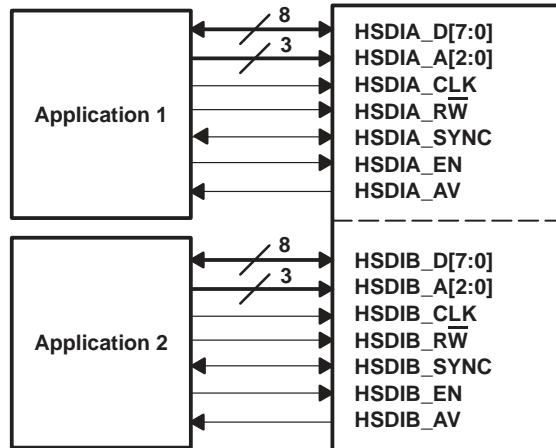 8
HSDIA_D[7:0]
3
HSDIA_A[2:0]
HSDIA_CLK
Application 1
HSDIA_RW̅
HSDIA_SYNC
HSDIA_EN
HSDIA_AV
8
HSDIB_D[7:0]
3
HSDIB_A[2:0]
HSDIB_CLK
Application 2
HSDIB_RW̅
HSDIB_SYNC
HSDIB_EN
HSDIB_AV